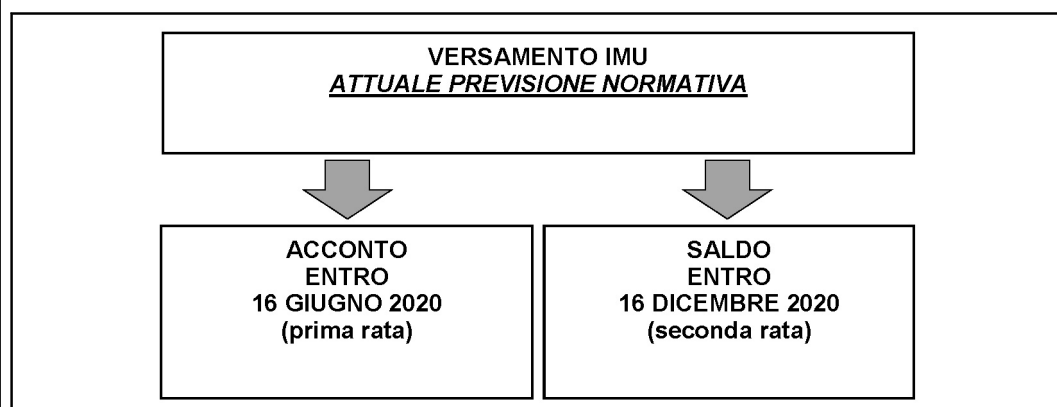 VERSAMENTO IMU
ATTUALE PREVISIONE NORMATIVA
ACCONTO
ENTRO
16 GIUGNO 2020
(prima rata)
SALDO
ENTRO
16 DICEMBRE 2020
(seconda rata)